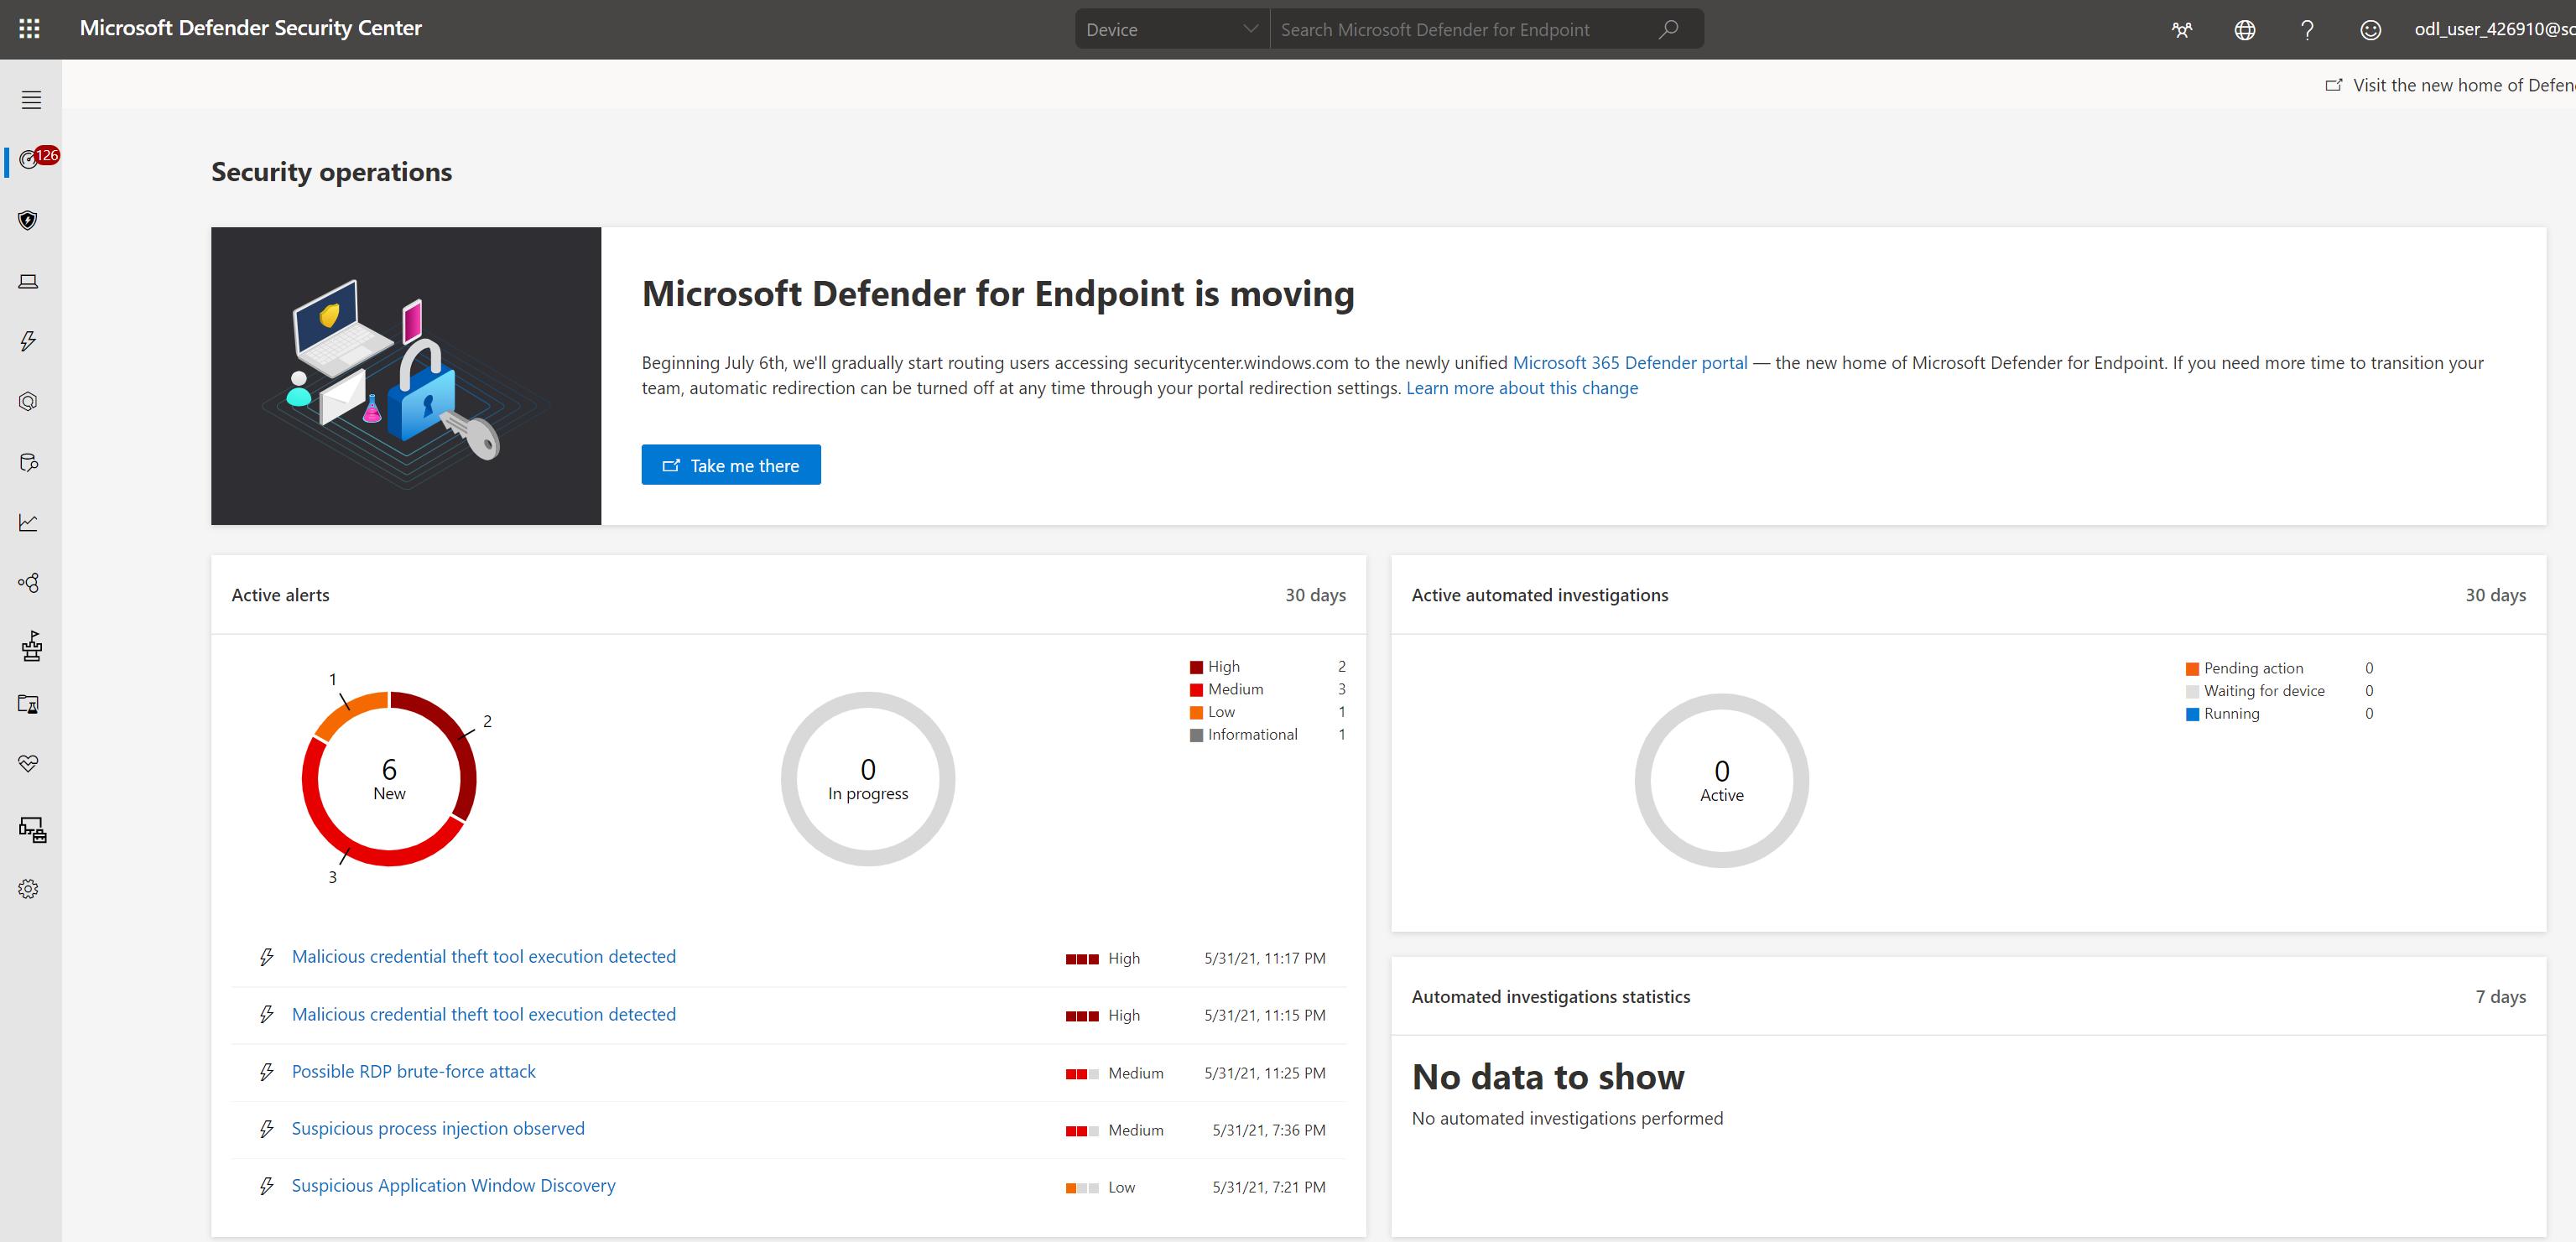 Microsoft Defender Security Center
Device
Search Microsoft Defender for Endpoint
?
odl_user_426910@sc
Visit the new home of Defen
126
Security operations
Microsoft Defender for Endpoint is moving
Beginning July 6th, we'll gradually start routing users accessing securitycenter.windows.com to the newly unified Microsoft 365 Defender portal — the new home of Microsoft Defender for Endpoint. If you need more time to transition your
team, automatic redirection can be turned off at any time through your portal redirection settings. Learn more about this change
Take me there
Active alerts 30 days
1
2
6
New
3
0
In progress
High 2
Medium 3
Low 1
Informational 1
Malicious credential theft tool execution detected High 5/31/21, 11:17 PM
Malicious credential theft tool execution detected High 5/31/21, 11:15 PM
Possible RDP brute-force attack Medium 5/31/21, 11:25 PM
Suspicious process injection observed Medium 5/31/21, 7:36 PM
Suspicious Application Window Discovery Low 5/31/21, 7:21 PM
Active automated investigations 30 days
0
Active
Pending action 0
Waiting for device 0
Running 0
Automated investigations statistics 7 days
No data to show
No automated investigations performed